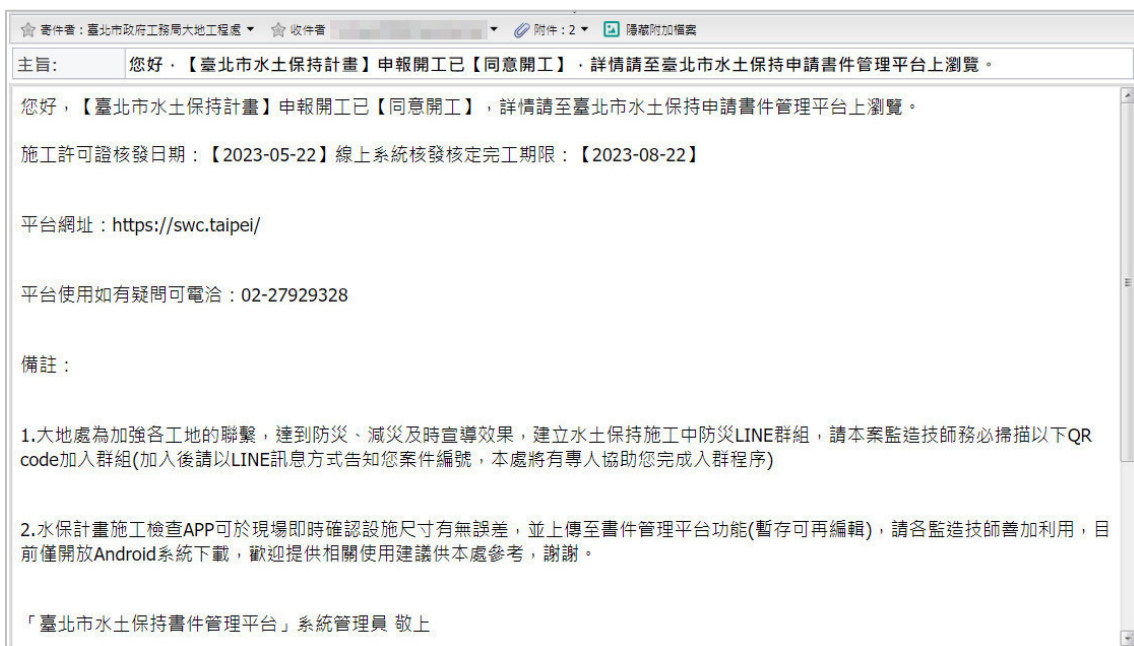 寄件者：臺北市政府工務局大地工程處 收件者 附件：2 隱藏附加檔案
主旨： 您好，【臺北市水土保持計畫】申報開工已【同意開工】，詳情請至臺北市水土保持申請書件管理平台上瀏覽。
您好，【臺北市水土保持計畫】申報開工已【同意開工】，詳情請至臺北市水土保持申請書件管理平台上瀏覽。
施工許可證核發日期：【2023-05-22】線上系統核發核定完工期限：【2023-08-22】
平台網址：https://swc.taipei/
平台使用如有疑問可電洽：02-27929328
備註：
1.大地處為加強各工地的聯繫，達到防災、減災及時宣導效果，建立水土保持施工中防災LINE群組，請本案監造技師務必掃描以下QR
code加入群組(加入後請以LINE訊息方式告知您案件編號，本處將有專人協助您完成入群程序)
2.水保計畫施工檢查APP可於現場即時確認設施尺寸有無誤差，並上傳至書件管理平台功能(暫存可再編輯)，請各監造技師善加利用，目
前僅開放Android系統下載，歡迎提供相關使用建議供本處參考，謝謝。
「臺北市水土保持書件管理平台」系統管理員 敬上